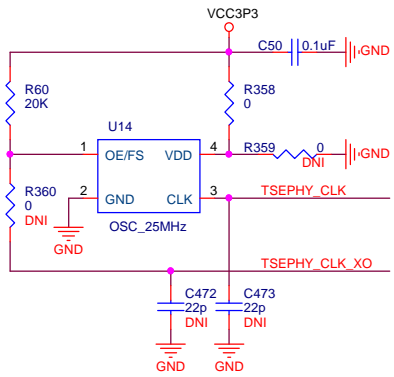 VCC3P3
C50 0.1uF
GND
R60
20K
R358
0
U14
1 OE/FS VDD 4
R359 0
DNI
GND
R360
0
DNI
2 GND CLK 3
TSEPHY_CLK
OSC_25MHz
GND
TSEPHY_CLK_XO
C472
22p
DNI
C473
22p
DNI
GND
GND